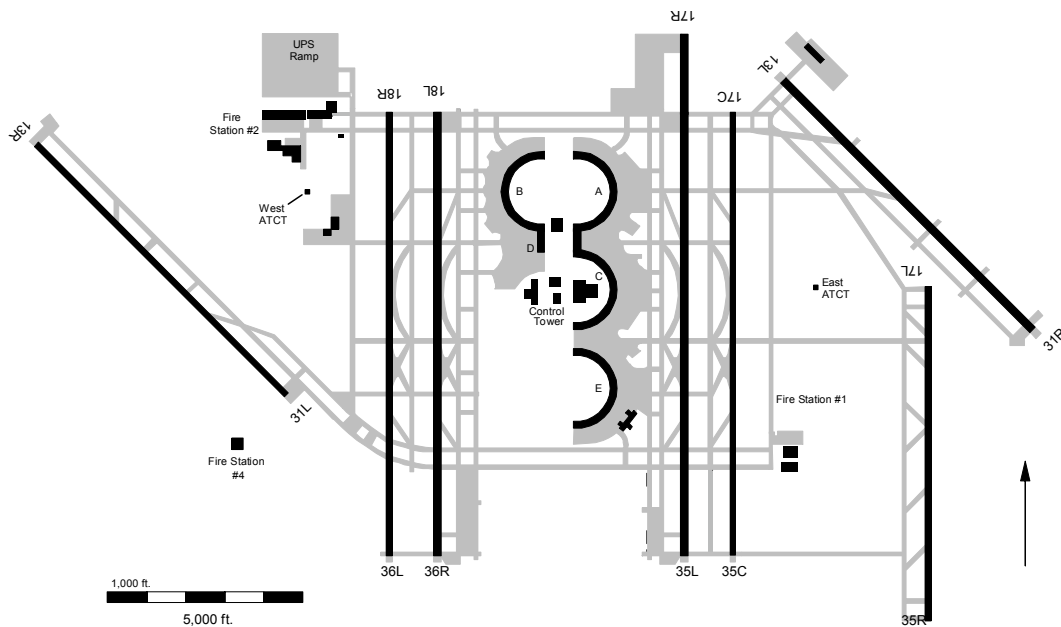 17R
UPS
Ramp
13L
18R
18L
17C
Fire
Station #2
13R
B
A
West
ATCT
D
C
17L
East
ATCT
Control
Tower
31R
E
31L
Fire Station #1
Fire Station
#4
36L
36R
35L
35C
1,000 ft.
5,000 ft.
35R